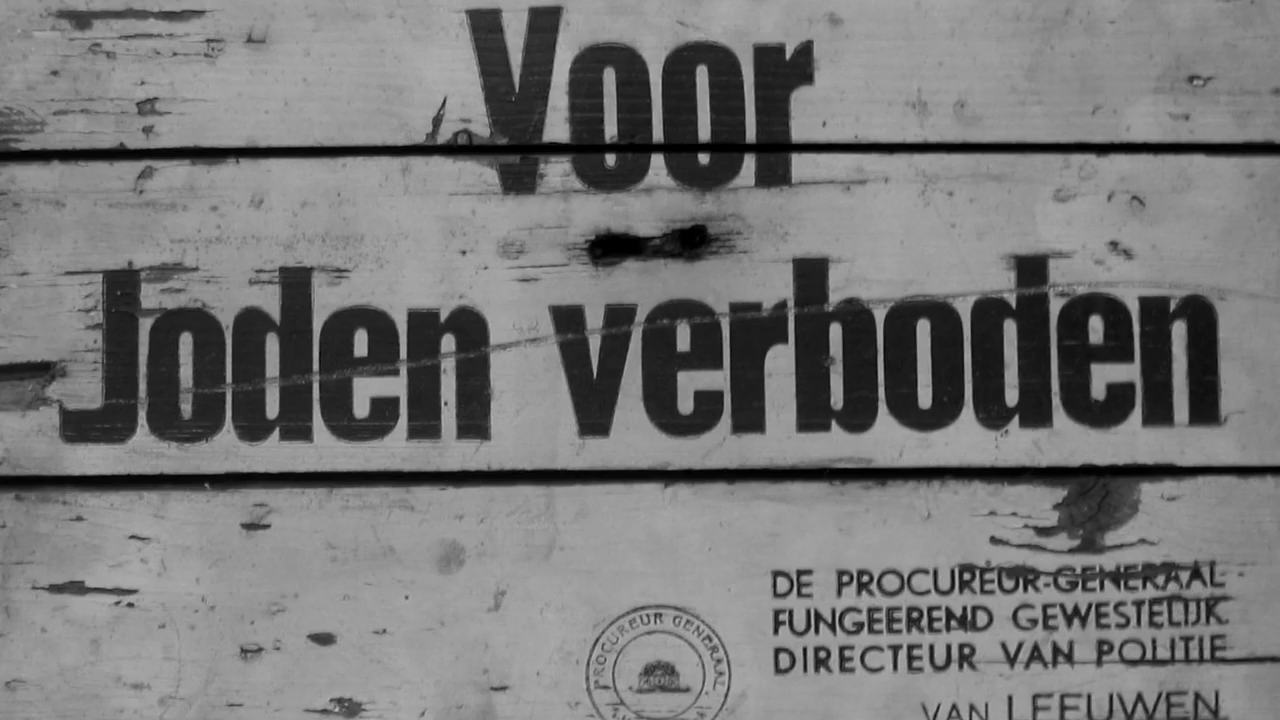 Voor
Joden verboden
DE PROCUREUR-GENERAAL
FUNGEEREND GEWESTELIJK
DIRECTEUR VAN POLITIE
VAN LEEUWEN
PROCUREUR GENERAAL